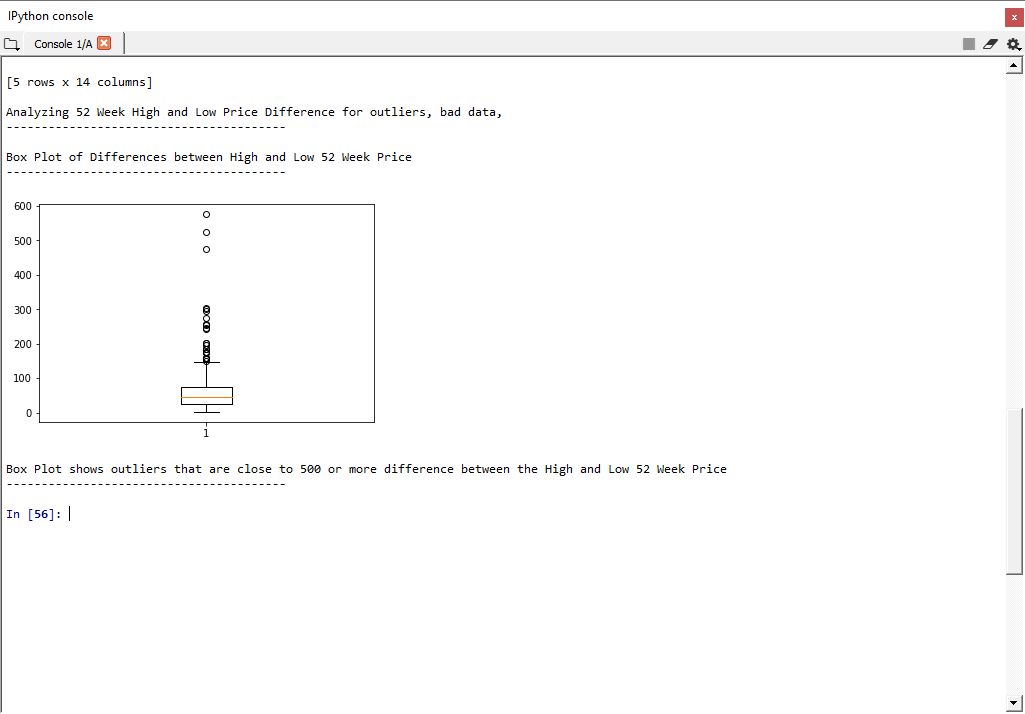 IPython console
x
Console 1/A
[5 rows x 14 columns]
Analyzing 52 Week High and Low Price Difference for outliers, bad data,
----------------------------------------
Box Plot of Differences between High and Low 52 Week Price
----------------------------------------
600
500
400
300
200
100
0
1
Box Plot shows outliers that are close to 500 or more difference between the High and Low 52 Week Price
----------------------------------------
In [56]: